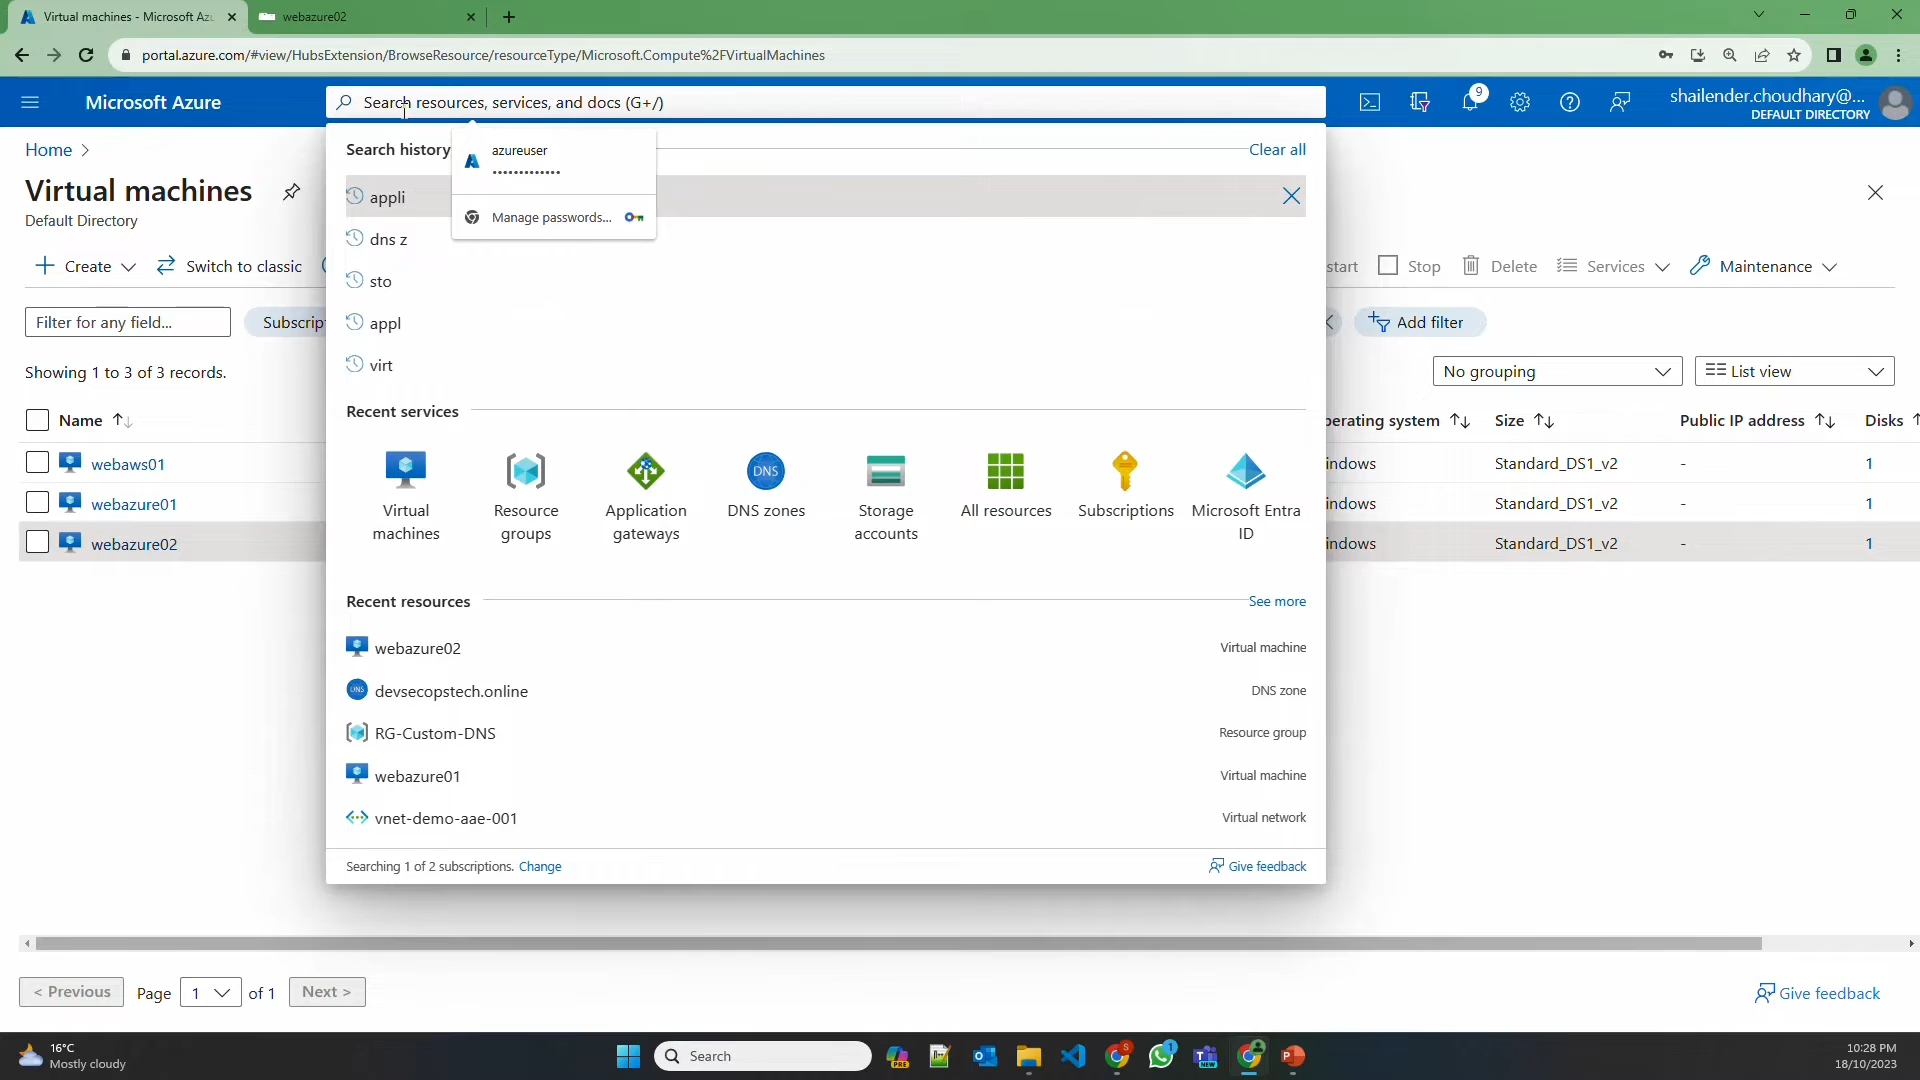 Virtual machines - Microsoft Azu
webazure02
portal.azure.com/#view/HubsExtension/BrowseResource/resourceType/Microsoft.Compute%2FVirtualMachines
Microsoft Azure
Search resources, services, and docs (G+/)
9
shailender.choudhary@...
DEFAULT DIRECTORY
Home
Virtual machines
Default Directory
Create
Switch to classic
start
Stop
Delete
Services
Maintenance
Filter for any field...
Subscript
Add filter
Showing 1 to 3 of 3 records.
No grouping
List view
Name
perating system
Size
Public IP address
Disks
webaws01
indows
Standard_DS1_v2
-
1
webazure01
indows
Standard_DS1_v2
-
1
webazure02
indows
Standard_DS1_v2
-
1
Search history
Clear all
azureuser
•••••••••••••
Manage passwords...
appli
dns z
sto
appl
virt
Recent services
Virtual machines
Resource groups
Application gateways
DNS
DNS zones
Storage accounts
All resources
Subscriptions
Microsoft Entra ID
Recent resources
See more
webazure02
Virtual machine
DNS
devsecopstech.online
DNS zone
RG-Custom-DNS
Resource group
webazure01
Virtual machine
vnet-demo-aae-001
Virtual network
Searching 1 of 2 subscriptions. Change
Give feedback
< Previous
Page
1
of 1
Next >
Give feedback
16°C
Mostly cloudy
Search
PRE
S
1
NEW
10:28 PM
18/10/2023